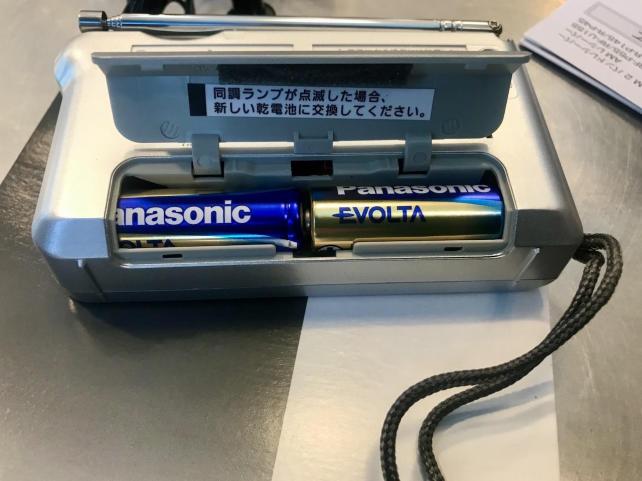 同調ランプが点滅した場合、
新しい乾電池に交換してください。
anasonic
Panasonic
EVOLTA
OLTA